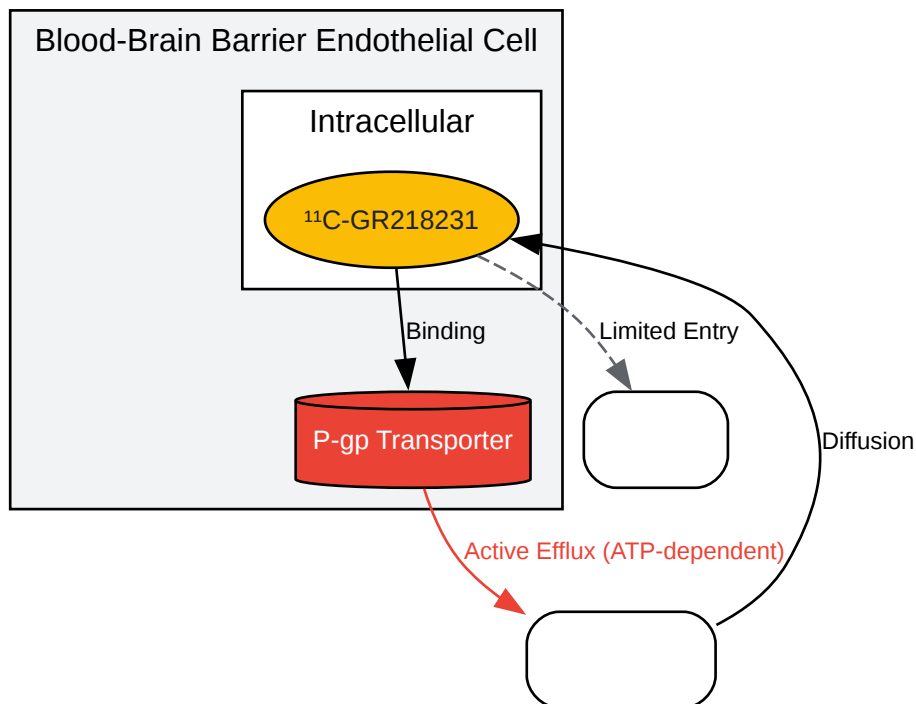 Blood-Brain Barrier Endothelial Cell
Intracellular
¹¹C-GR218231
Binding
Limited Entry
P-gp Transporter
Diffusion
Active Efflux (ATP-dependent)